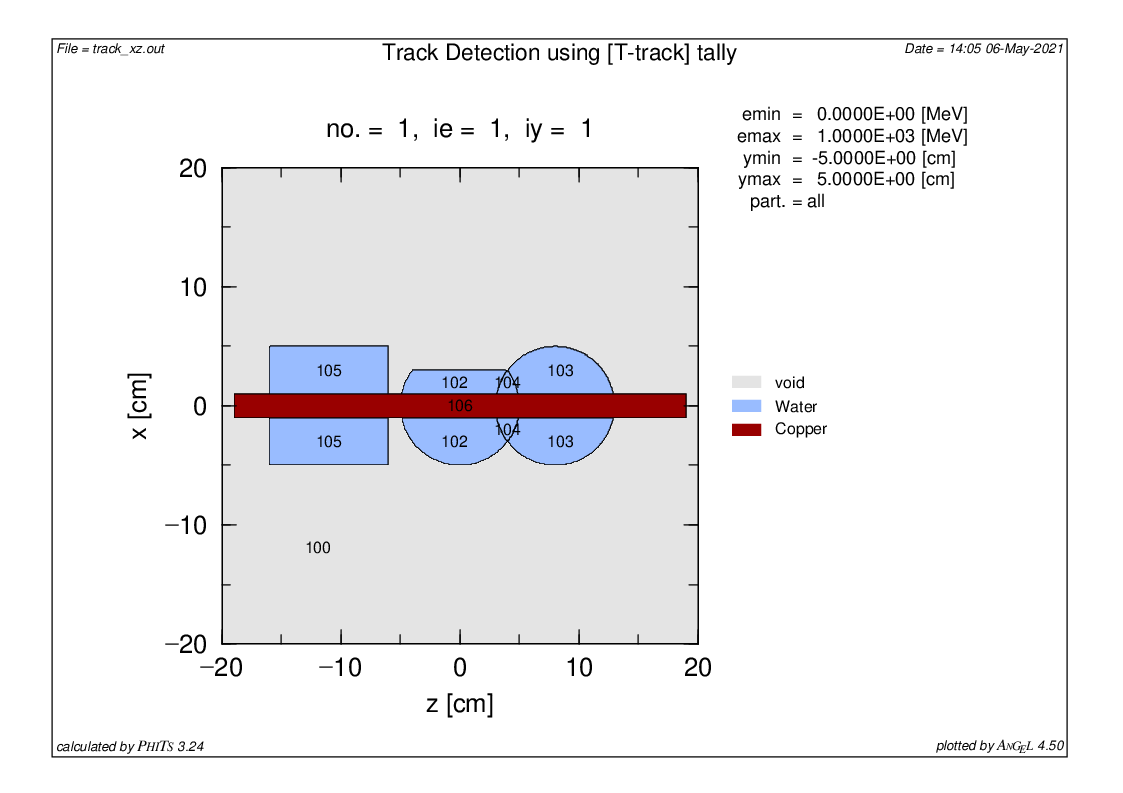 File = track_xz.out
Track Detection using [T-track] tally
Date = 14:05 06-May-2021
no. = 1, ie = 1, iy = 1
emin = 0.0000E+00 [MeV]
emax = 1.0000E+03 [MeV]
ymin = -5.0000E+00 [cm]
ymax = 5.0000E+00 [cm]
part. = all
20
10
0
−10
−20
x [cm]
105
102
104
103
106
105
102
104
103
100
void
Water
Copper
−20
−10
0
10
20
z [cm]
calculated by PHITS 3.24
plotted by ANGEL 4.50